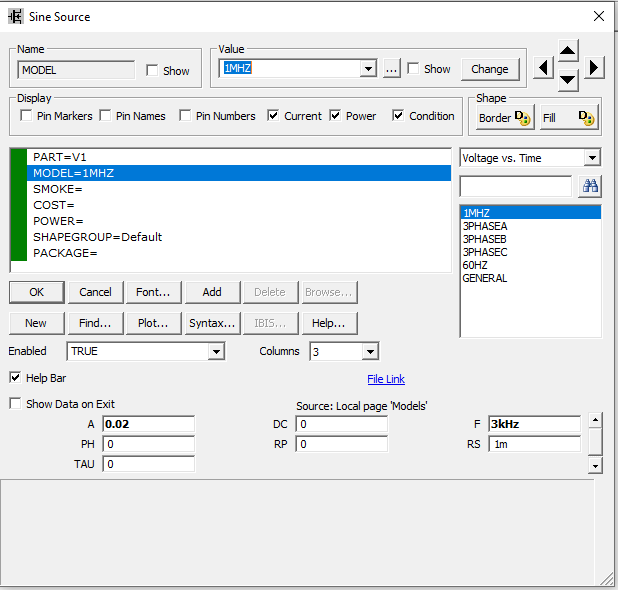 Sine Source
Name
MODEL
Show
Value
1MHZ
...
Show
Change
Display
Pin Markers
Pin Names
Pin Numbers
Current
Power
Condition
Shape
Border
Fill
PART=V1
MODEL=1MHZ
SMOKE=
COST=
POWER=
SHAPEGROUP=Default
PACKAGE=
Voltage vs. Time
1MHZ
3PHASEA
3PHASEB
3PHASEC
60HZ
GENERAL
OK
Cancel
Font...
Add
Delete
Browse...
New
Find...
Plot...
Syntax...
IBIS...
Help...
Enabled
TRUE
Columns
3
Help Bar
File Link
Show Data on Exit
Source: Local page 'Models'
A 0.02
DC 0
F 3kHz
PH 0
RP 0
RS 1m
TAU 0